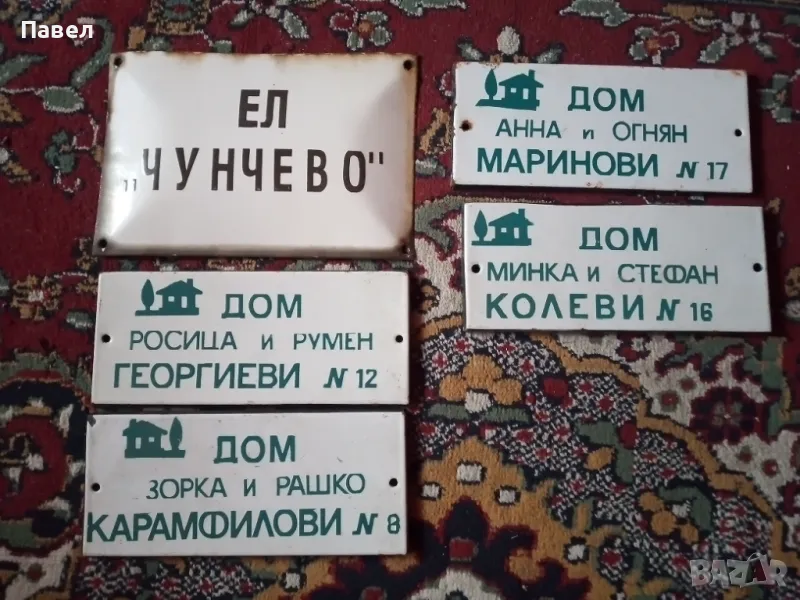 Павел
ЕЛ
„ЧУНЧЕВО"
ДОМ
АННА и ОГНЯН
МАРИНОВИ N 17
ДОМ
МИНКА и СТЕФАН
КОЛЕВИ N 16
ДОМ
РОСИЦА и РУМЕН
ГЕОРГИЕВИ N 12
ДОМ
ЗОРКА и РАШКО
КАРАМФИЛОВИ N 8
BAZAR